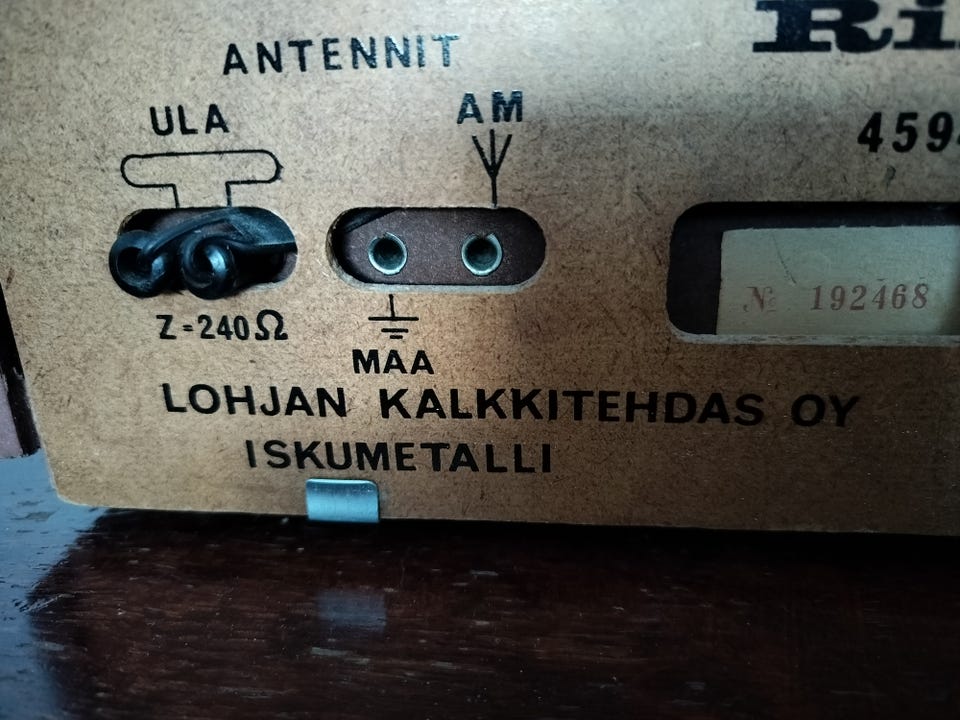 ANTENNIT
ULA
AM
Z=240Ω
MAA
LOHJAN KALKKITEHDAS OY
ISKUMETALLI
Nº 192468